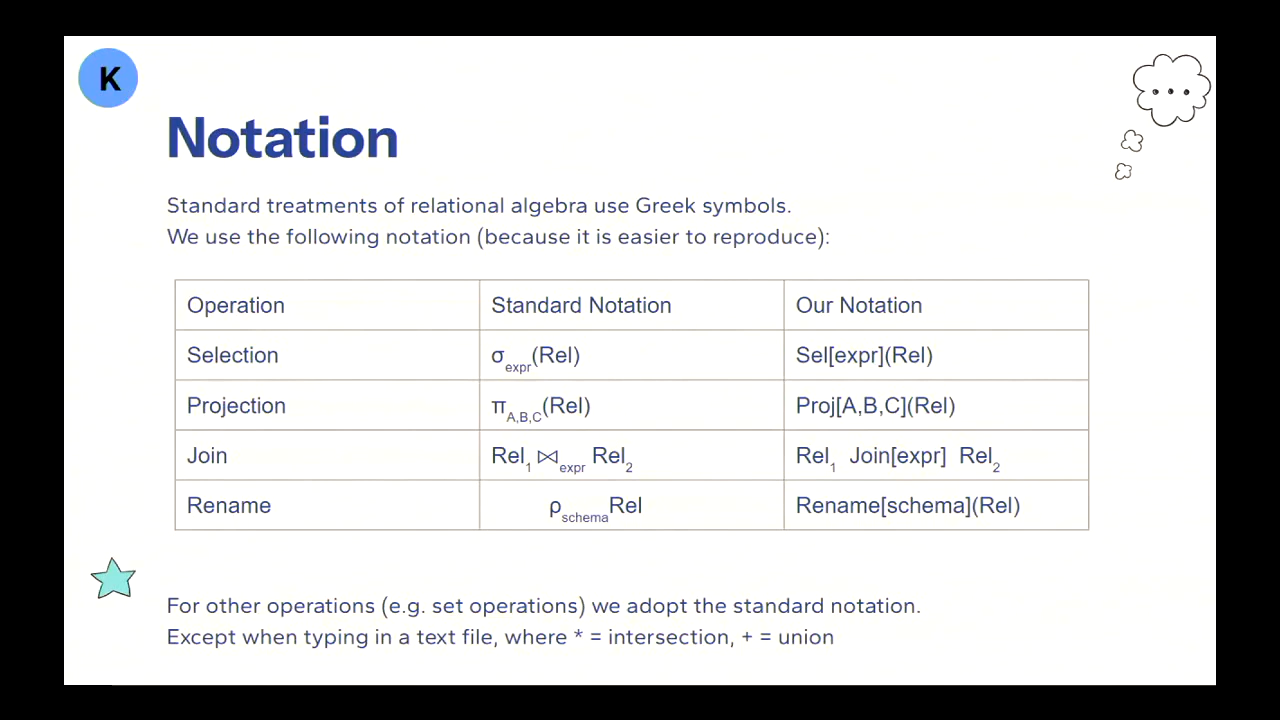 K
Notation
Standard treatments of relational algebra use Greek symbols.
We use the following notation (because it is easier to reproduce):
Operation Standard Notation Our Notation
Selection σexpr(Rel) Sel[expr](Rel)
Projection πA,B,C(Rel) Proj[A,B,C](Rel)
Join Rel1 ⋈expr Rel2 Rel1 Join[expr] Rel2
Rename ρschemaRel Rename[schema](Rel)
For other operations (e.g. set operations) we adopt the standard notation.
Except when typing in a text file, where * = intersection, + = union